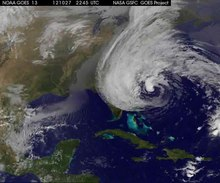 NOAA GOES 13 121027 2245 UTC NASA GSFC GOES Project